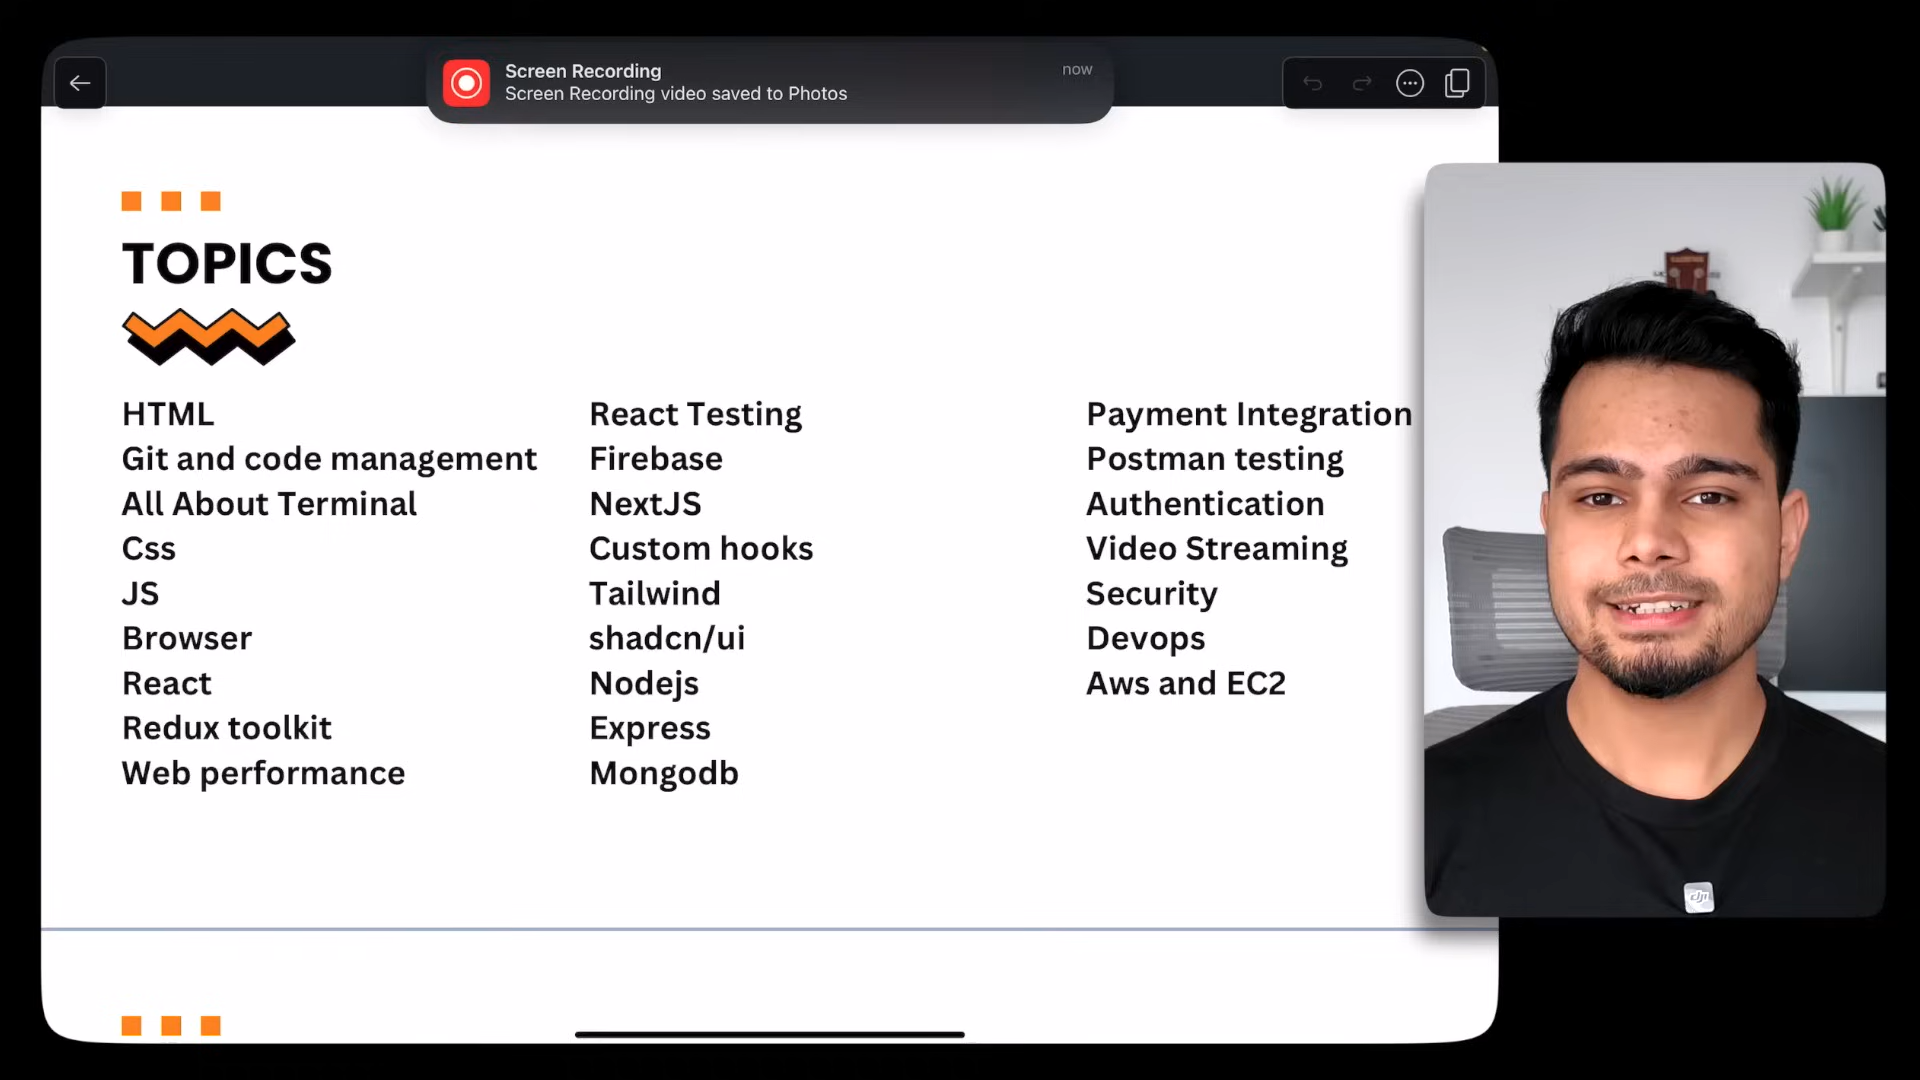 Screen Recording
now
Screen Recording video saved to Photos
TOPICS
HTML
Git and code management
All About Terminal
Css
JS
Browser
React
Redux toolkit
Web performance
React Testing
Firebase
NextJS
Custom hooks
Tailwind
shadcn/ui
Nodejs
Express
Mongodb
Payment Integration
Postman testing
Authentication
Video Streaming
Security
Devops
Aws and EC2
dji